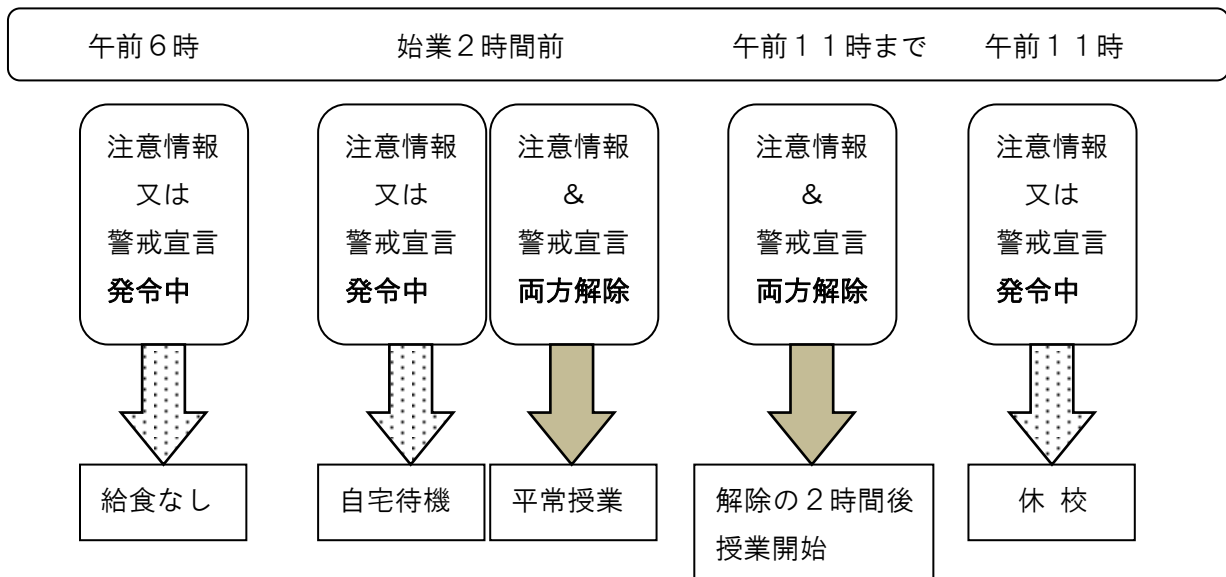 午前６時
始業２時間前
午前１１時まで
午前１１時
注意情報
又は
警戒宣言
発令中
注意情報
又は
警戒宣言
発令中
注意情報
＆
警戒宣言
両方解除
注意情報
＆
警戒宣言
両方解除
注意情報
又は
警戒宣言
発令中
給食なし
自宅待機
平常授業
解除の２時間後
授業開始
休 校